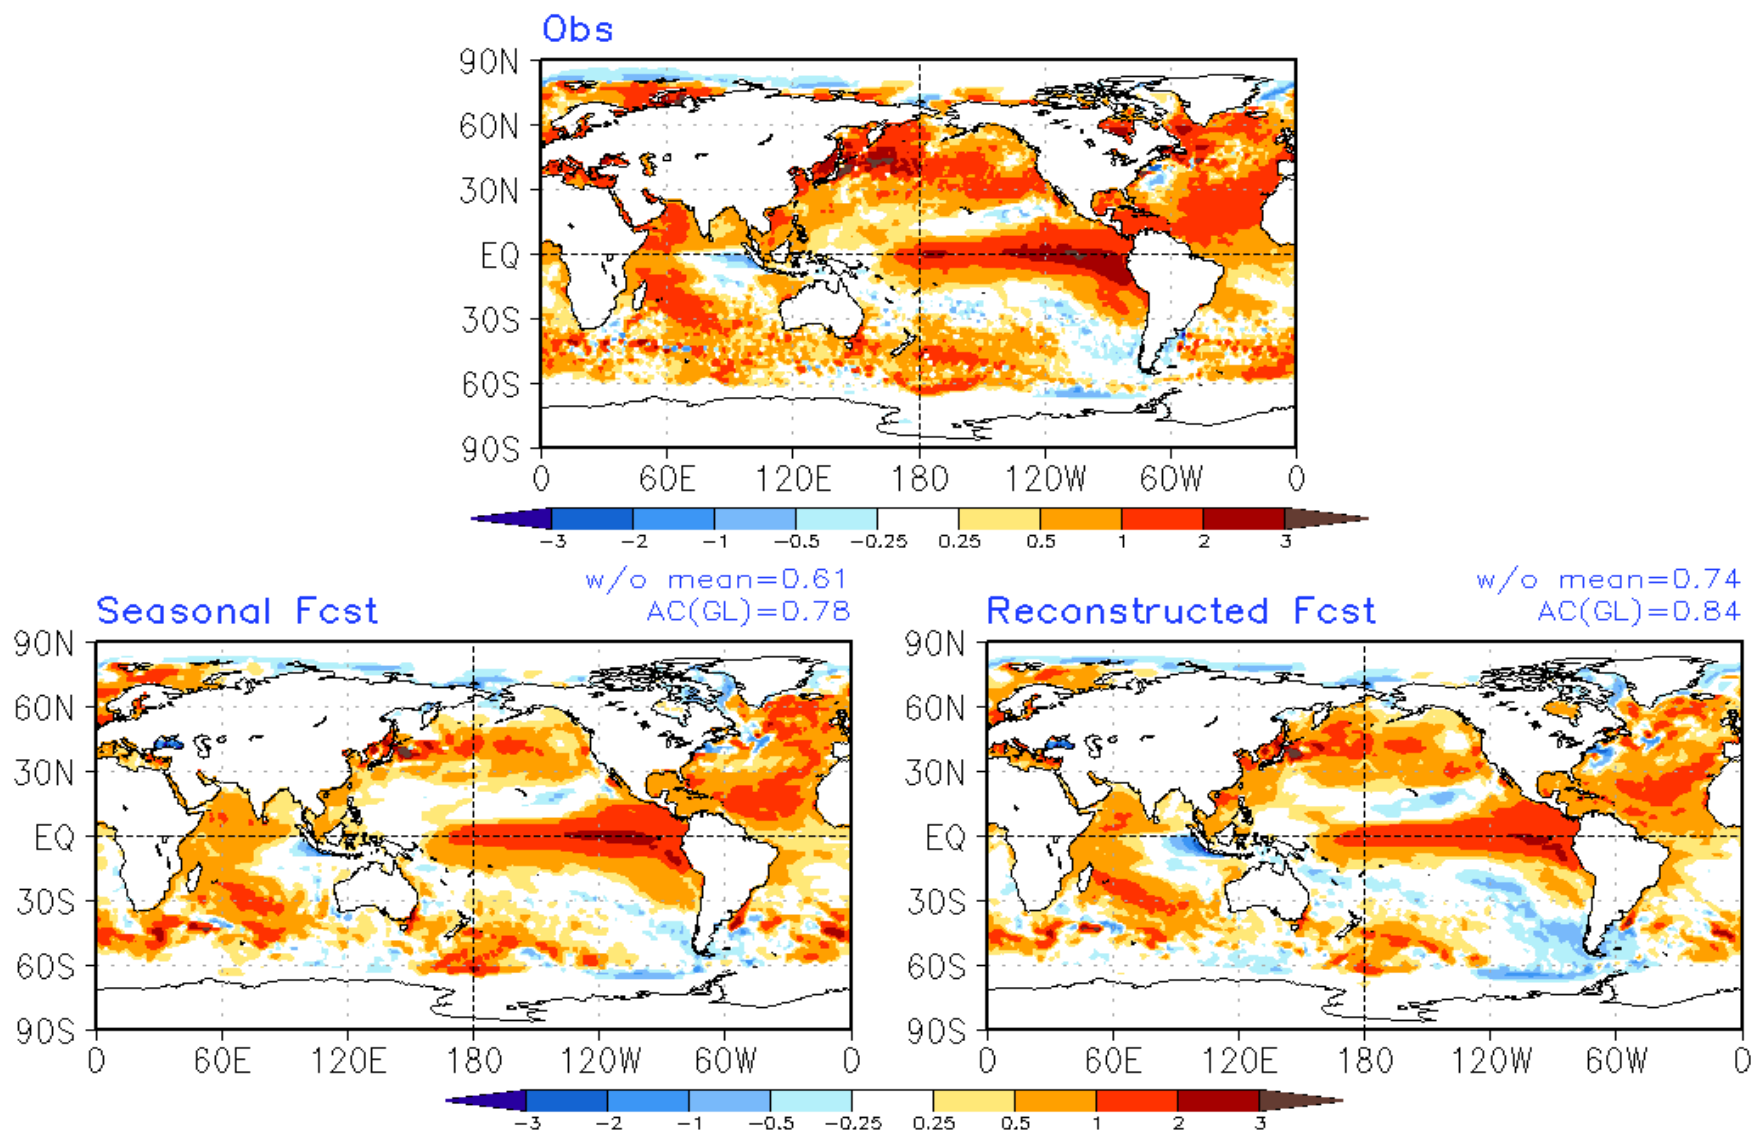 Obs
90N
60N
30N
EQ
30S
60S
90S
0 60E 120E 180 120W 60W 0
-3 -2 -1 -0.5 -0.25 0.25 0.5 1 2 3
w/o mean=0.61
Seasonal Fcst AC(GL)=0.78
90N
60N
30N
EQ
30S
60S
90S
0 60E 120E 180 120W 60W 0
w/o mean=0.74
Reconstructed Fcst AC(GL)=0.84
90N
60N
30N
EQ
30S
60S
90S
0 60E 120E 180 120W 60W 0
-3 -2 -1 -0.5 -0.25 0.25 0.5 1 2 3